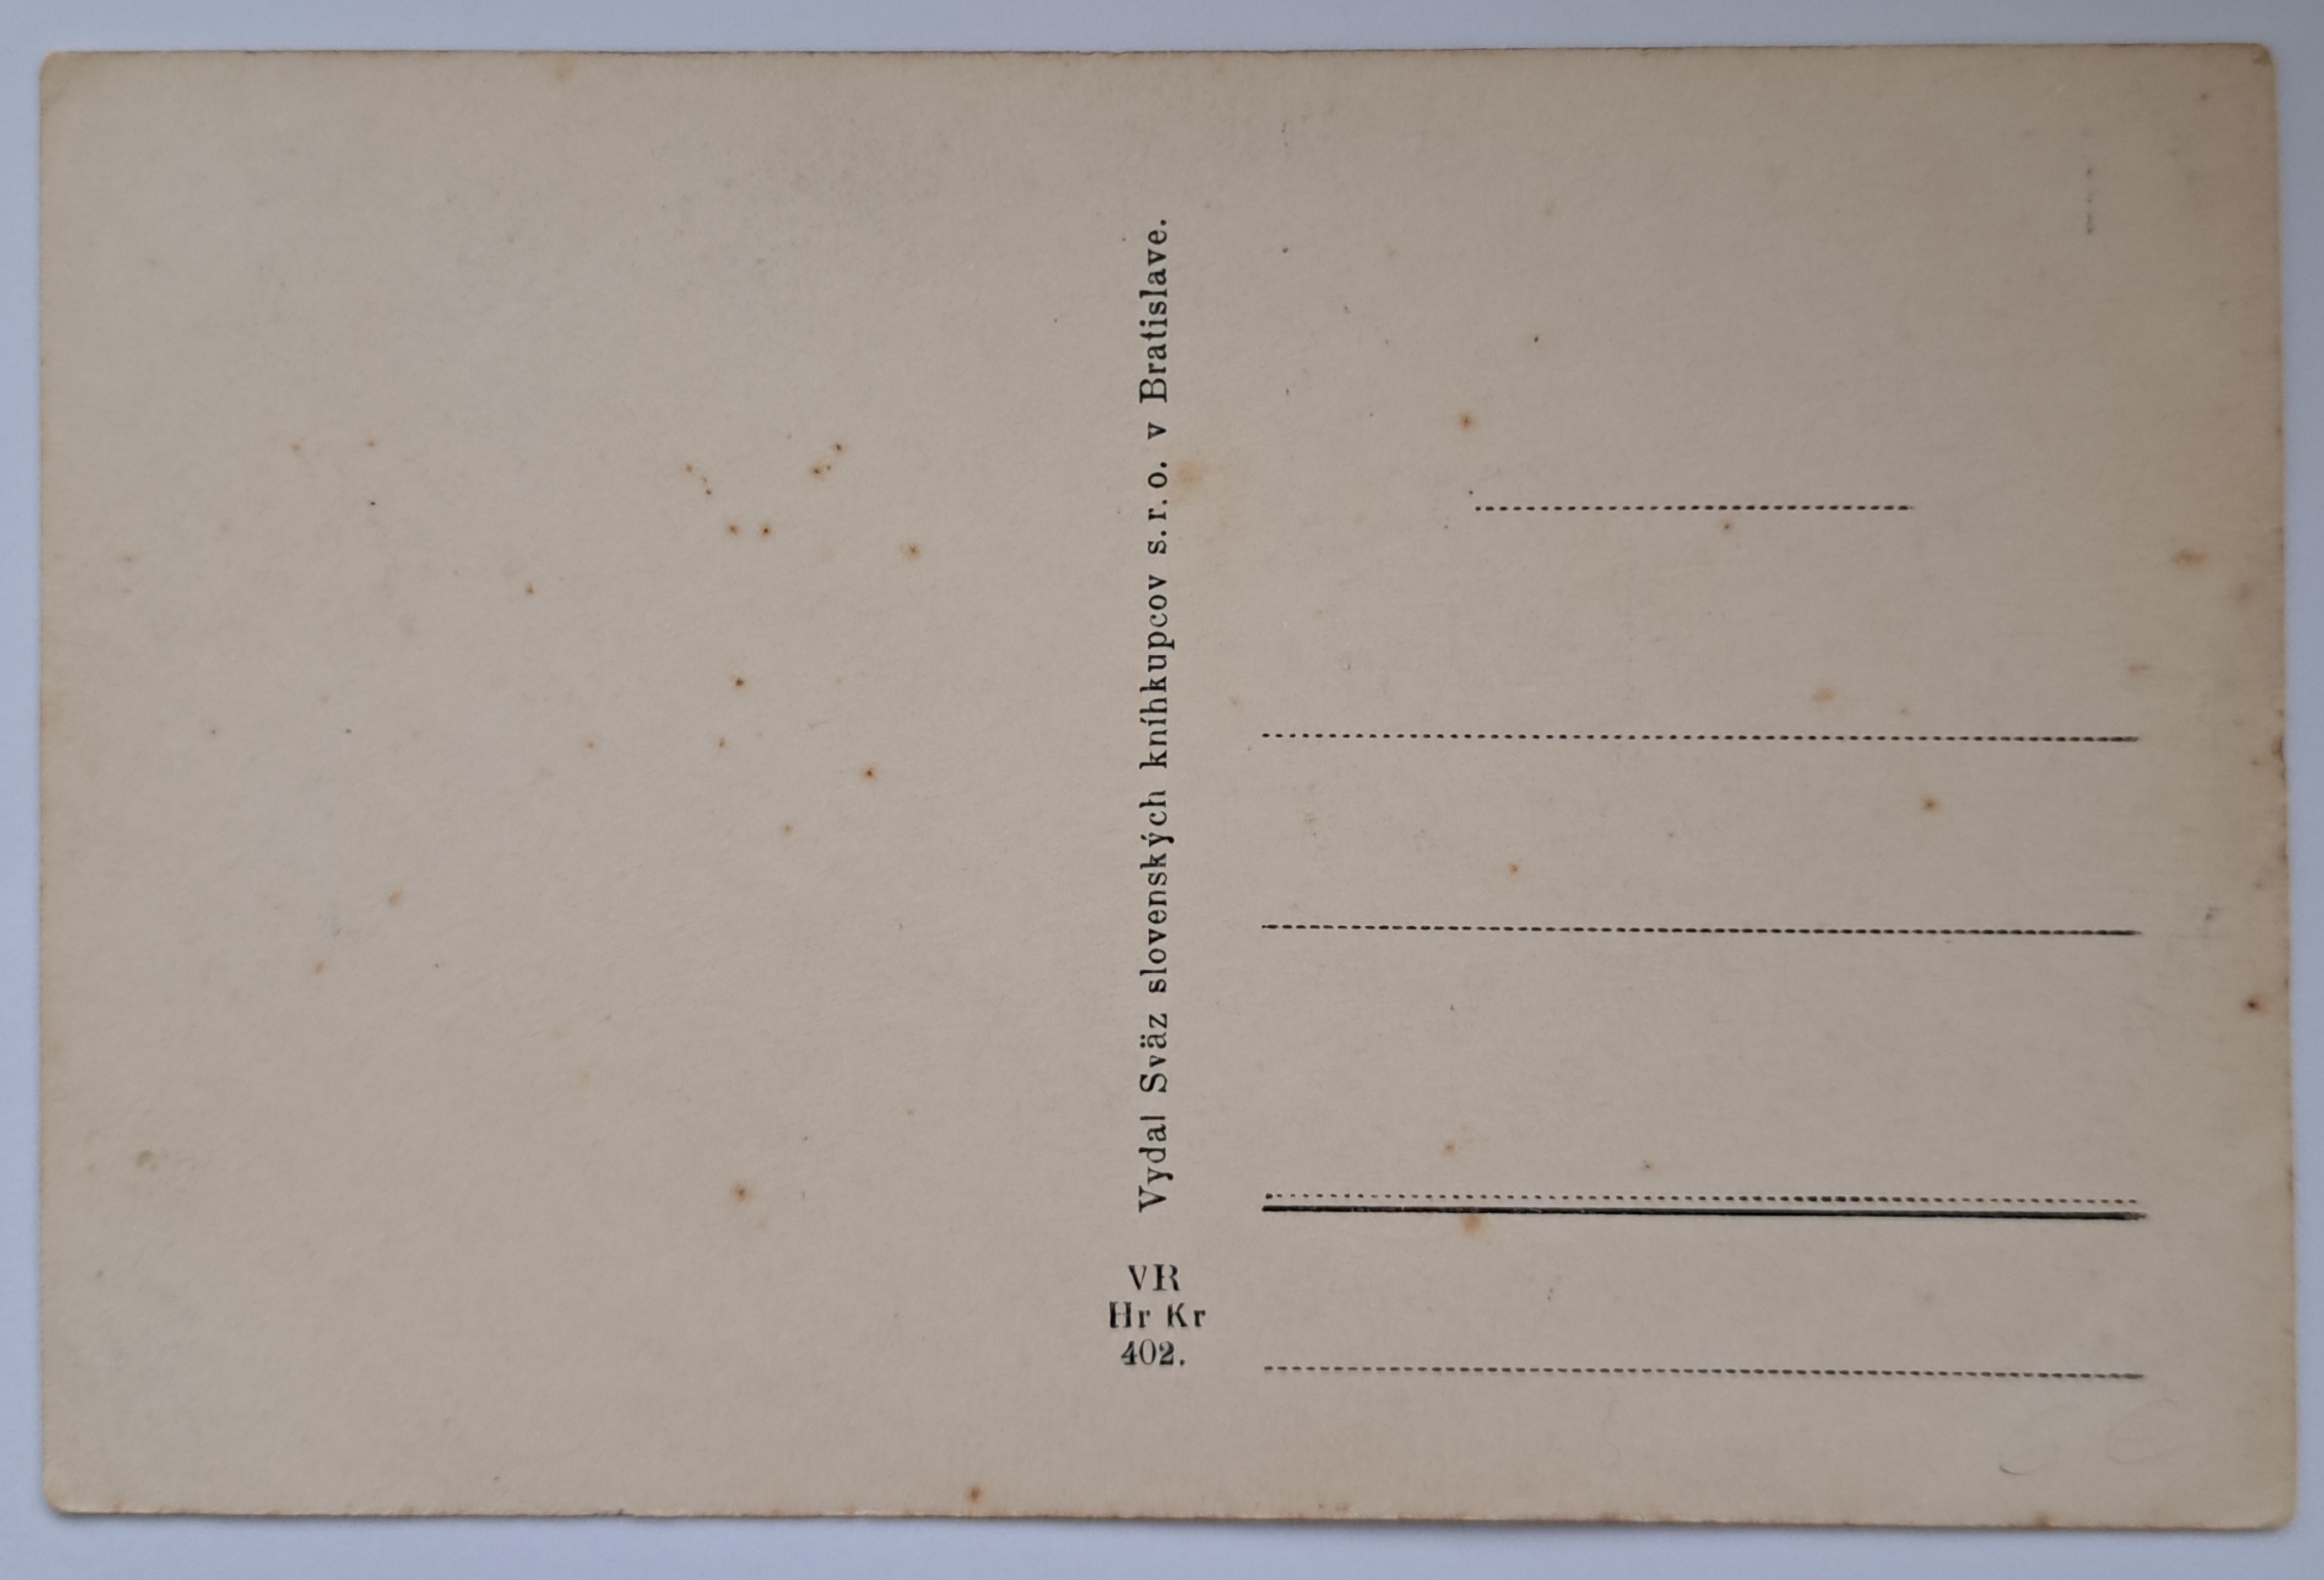 Vydal Sväz slovenských kníhkupcov s.r.o. v Bratislave.
VR
Hr Kr
402.